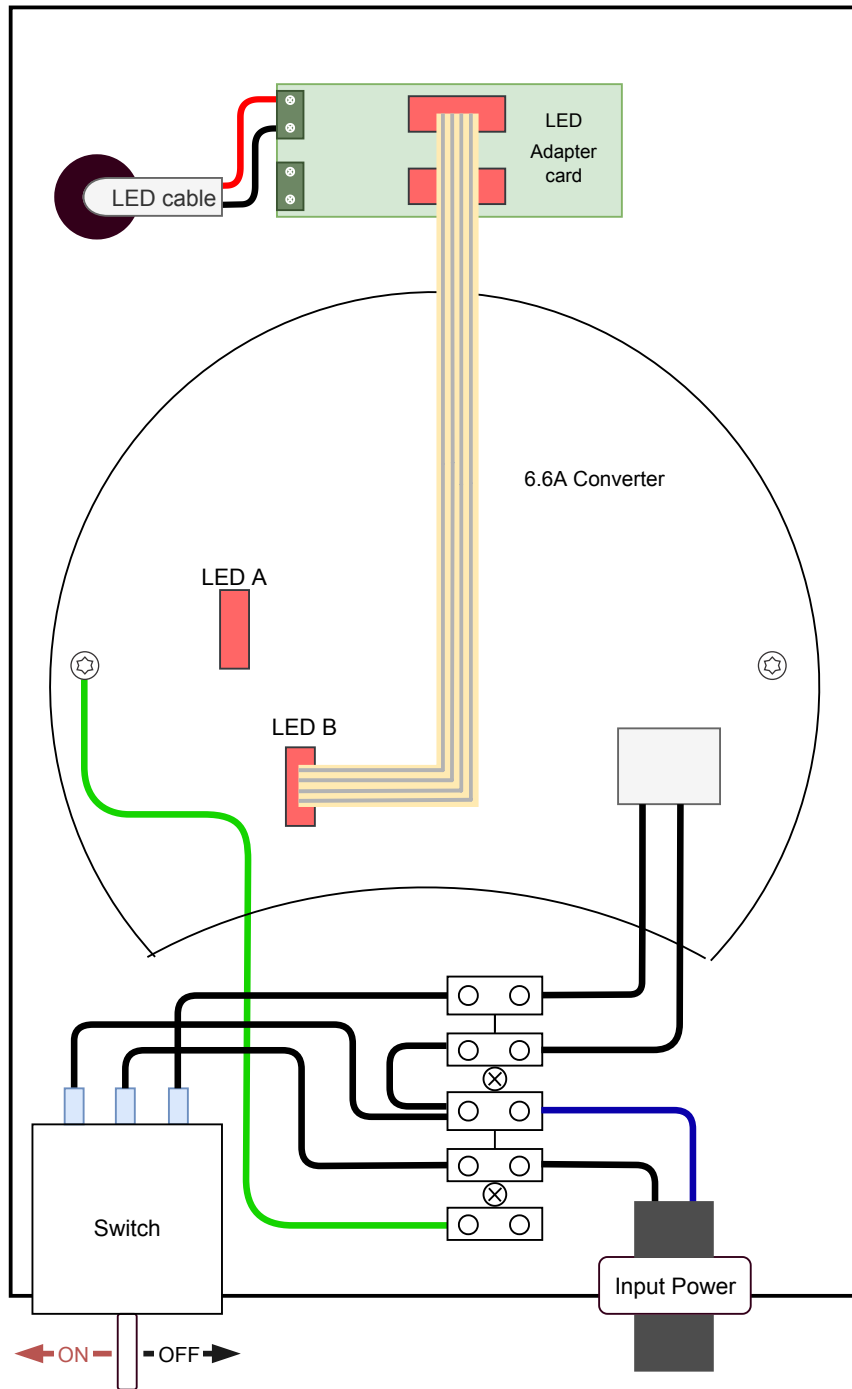 LED
Adapter
card
LED cable
6.6A Converter
LED A
LED B
Switch
Input Power
ON
OFF